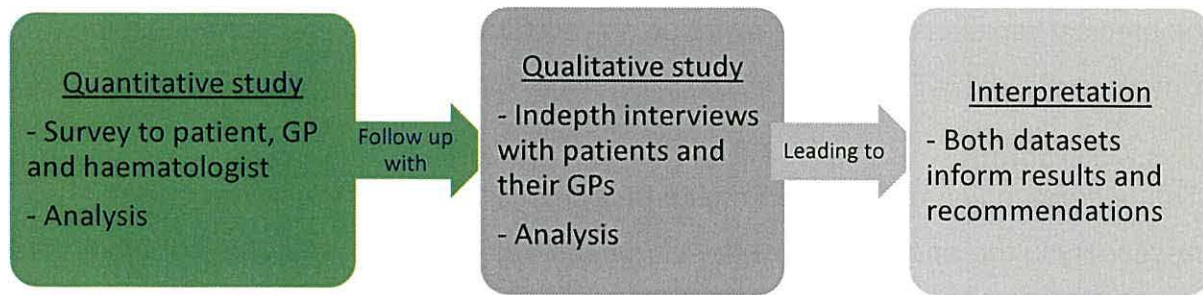 Quantitative study
- Survey to patient, GP
and haematologist
- Analysis
Follow up
with
Qualitative study
- Indepth interviews
with patients and
their GPs
- Analysis
Leading to
Interpretation
- Both datasets
inform results and
recommendations